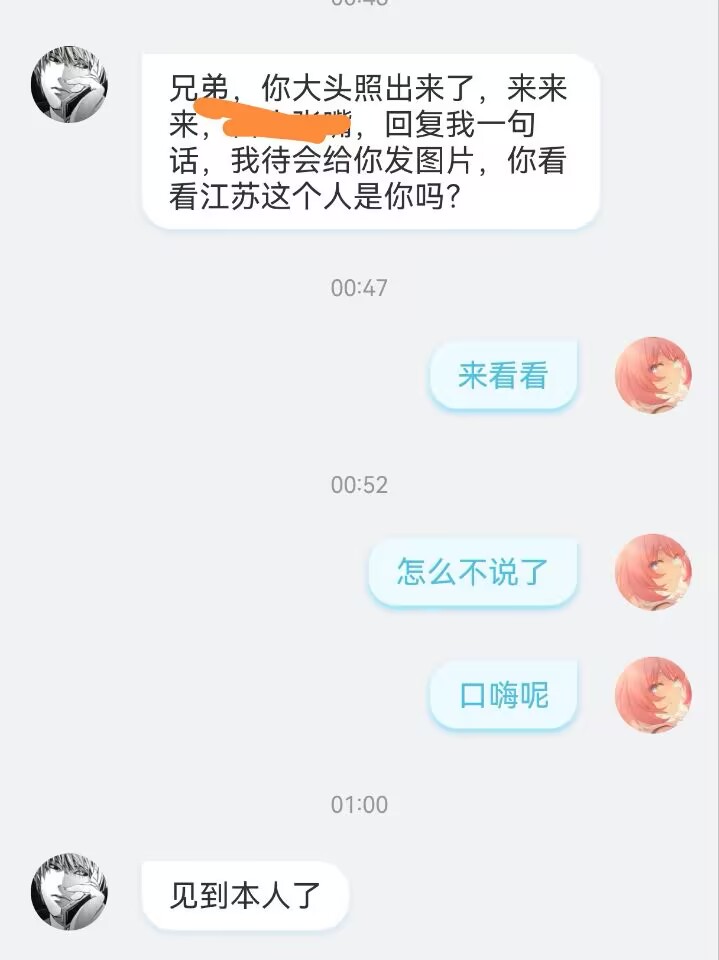 兄弟，你大头照出来了，来来
来，嘴，回复我一句
话，我待会给你发图片，你看
看江苏这个人是你吗？
00:47
来看看
00:52
怎么不说了
口嗨呢
01:00
见到本人了